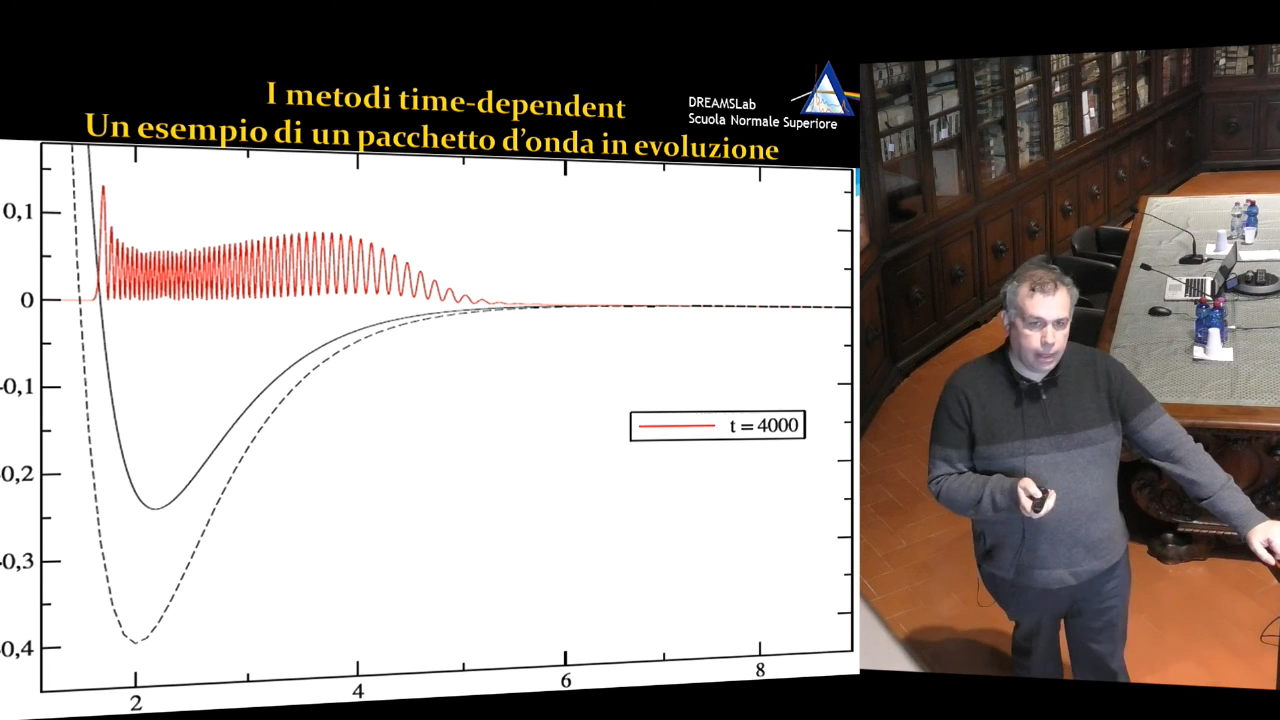 I metodi time-dependent
Un esempio di un pacchetto d'onda in evoluzione
DREAMSLab
Scuola Normale Superiore
0,1
0
-0,1
-0,2
-0,3
-0,4
t = 4000
2
4
6
8